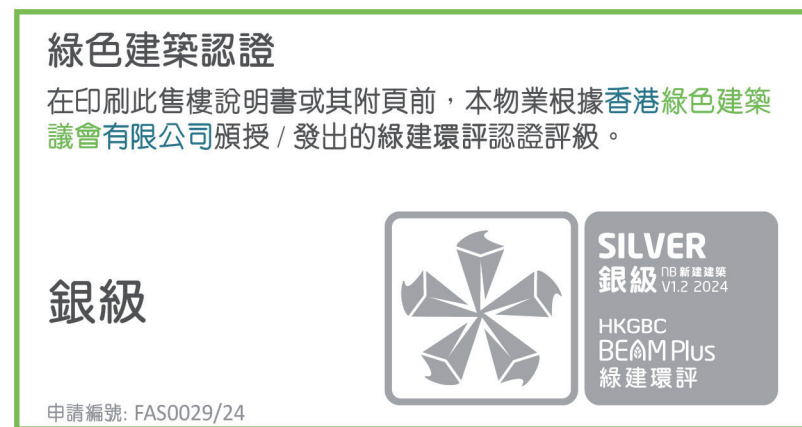 綠色建築認證
在印刷此售樓說明書或其附頁前，本物業根據香港綠色建築
議會有限公司頒授 / 發出的綠建環評認證評級。
銀級
SILVER
銀級 NB 新建建築
V1.2 2024
HKGBC
BEAM Plus
綠建環評
申請編號: FAS0029/24